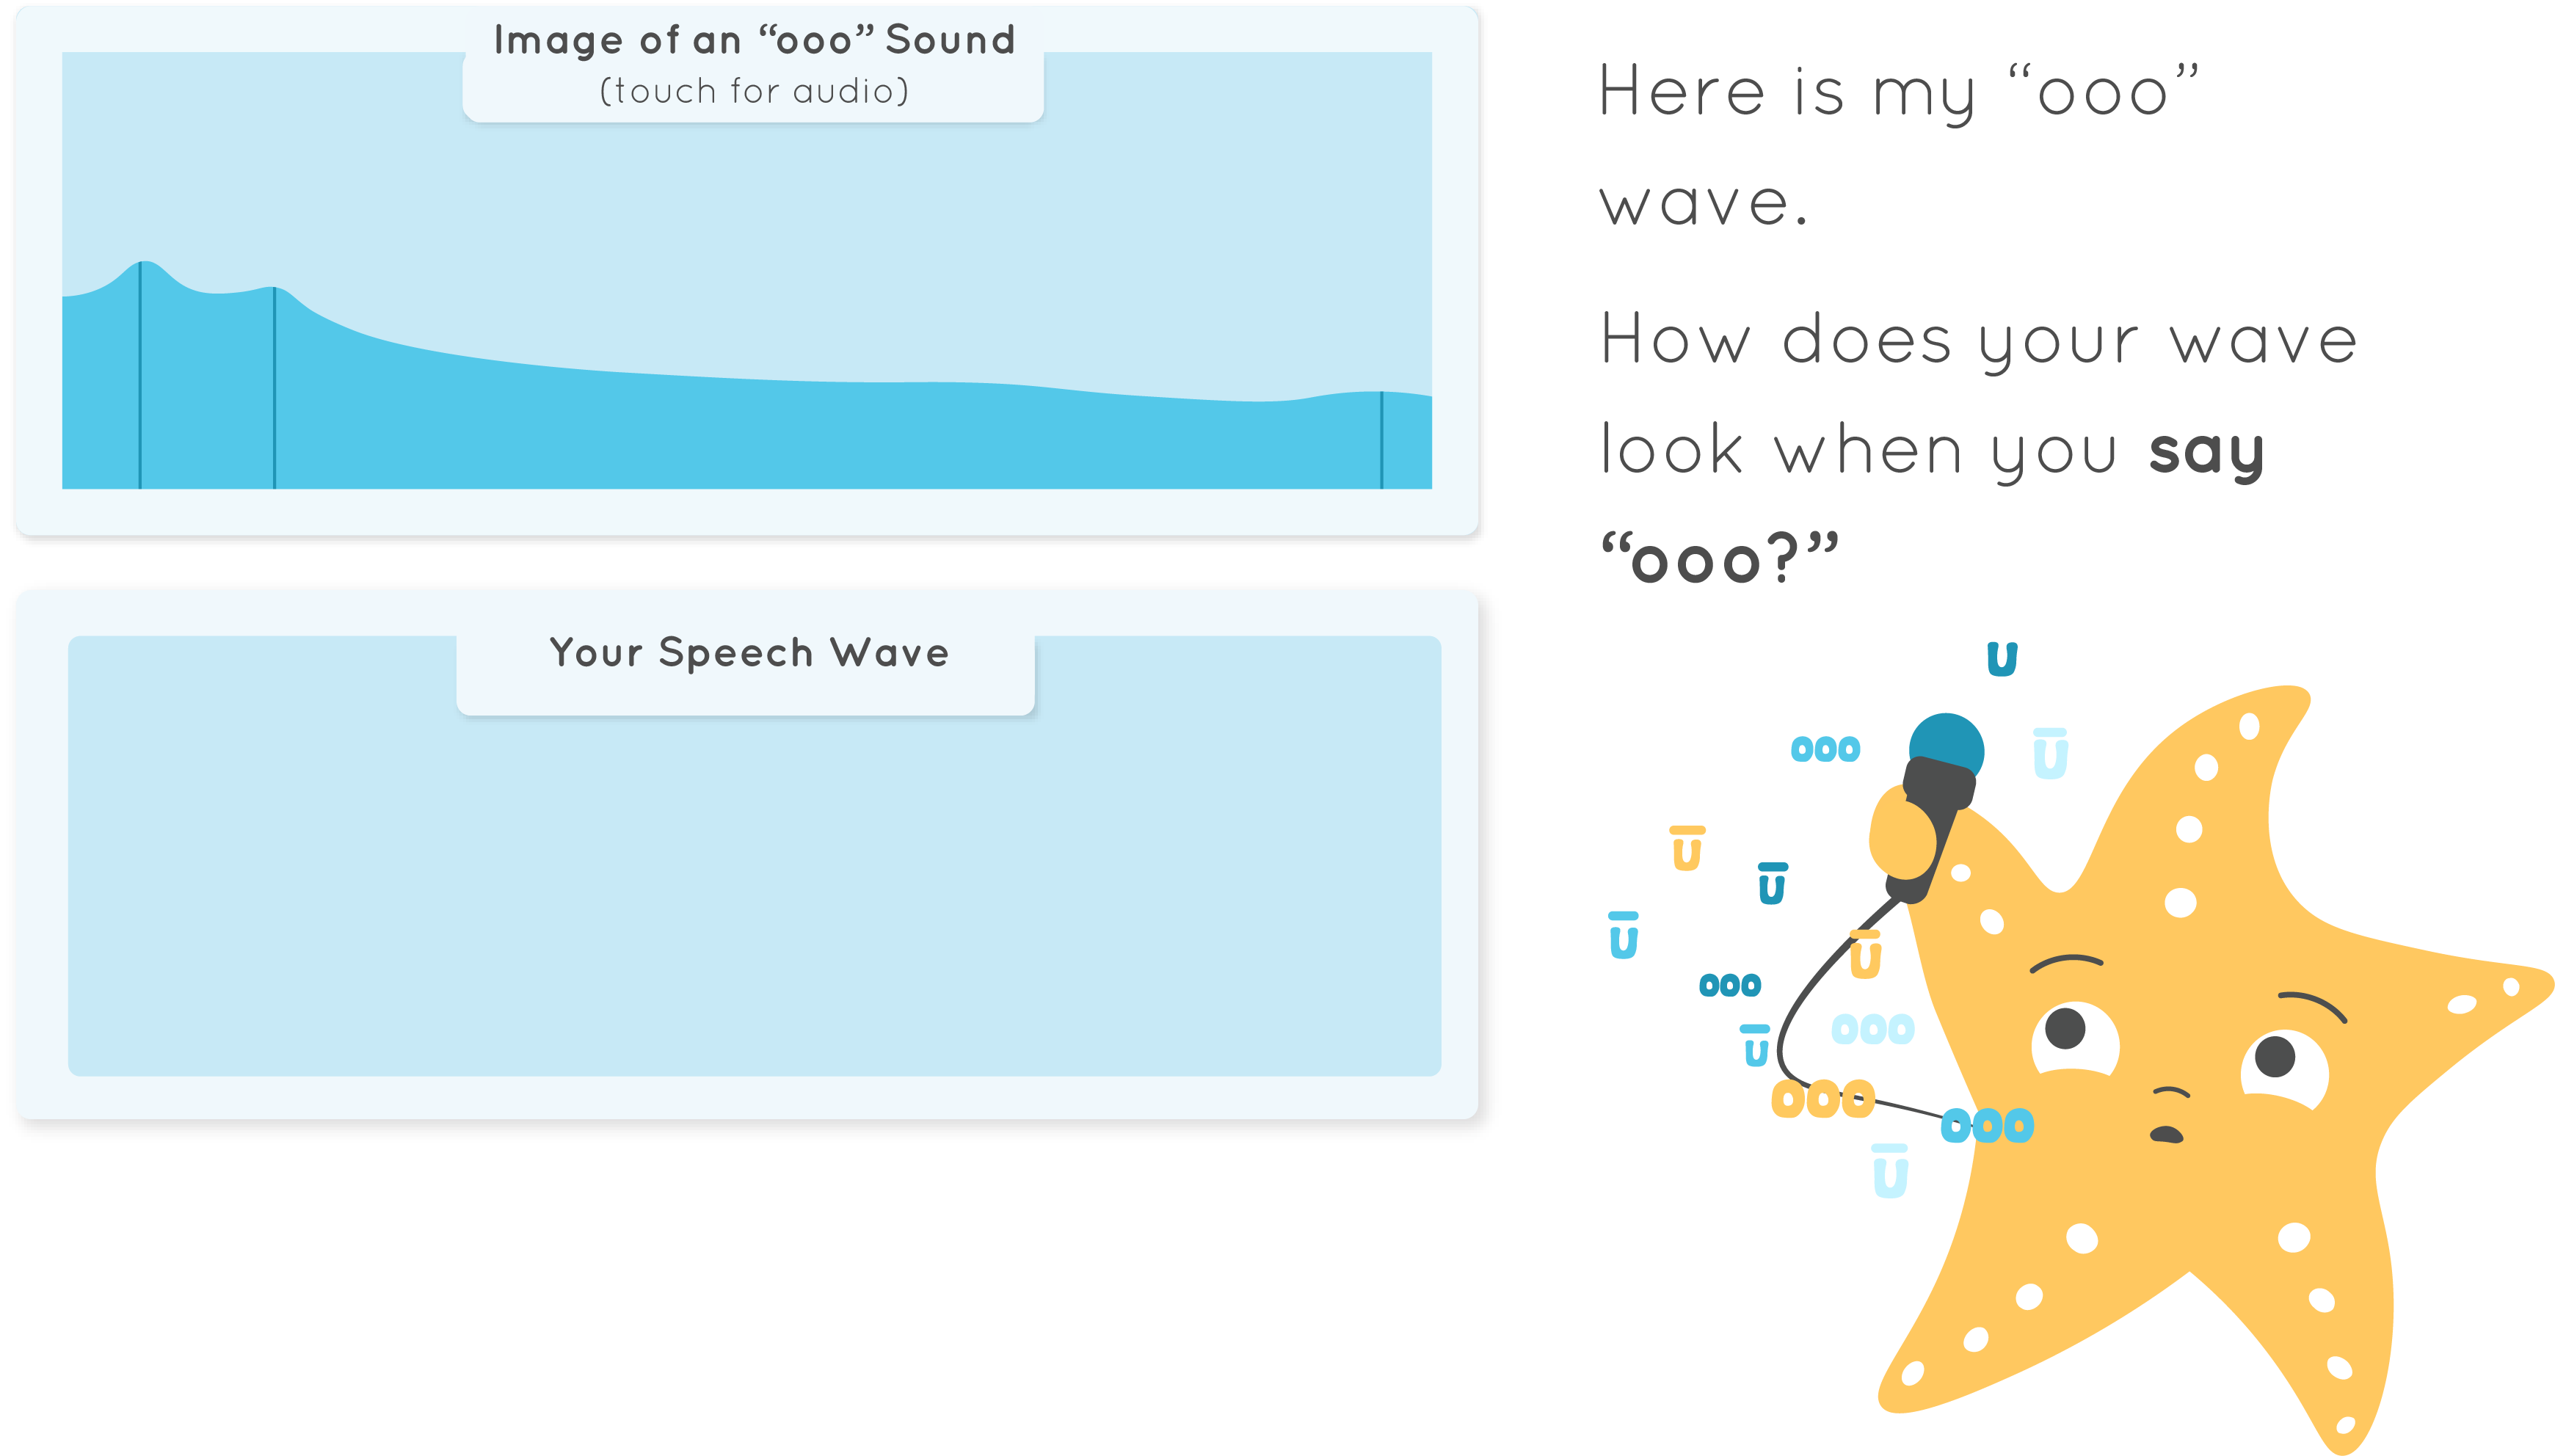 Image of an “ooo” Sound
(touch for audio)
Here is my “ooo”
wave.
How does your wave
look when you say
“ooo?”
Your Speech Wave
u
ooo
ū
ū
ū
ū
ū
ooo
ooo
ū
ooo
ooo
ū